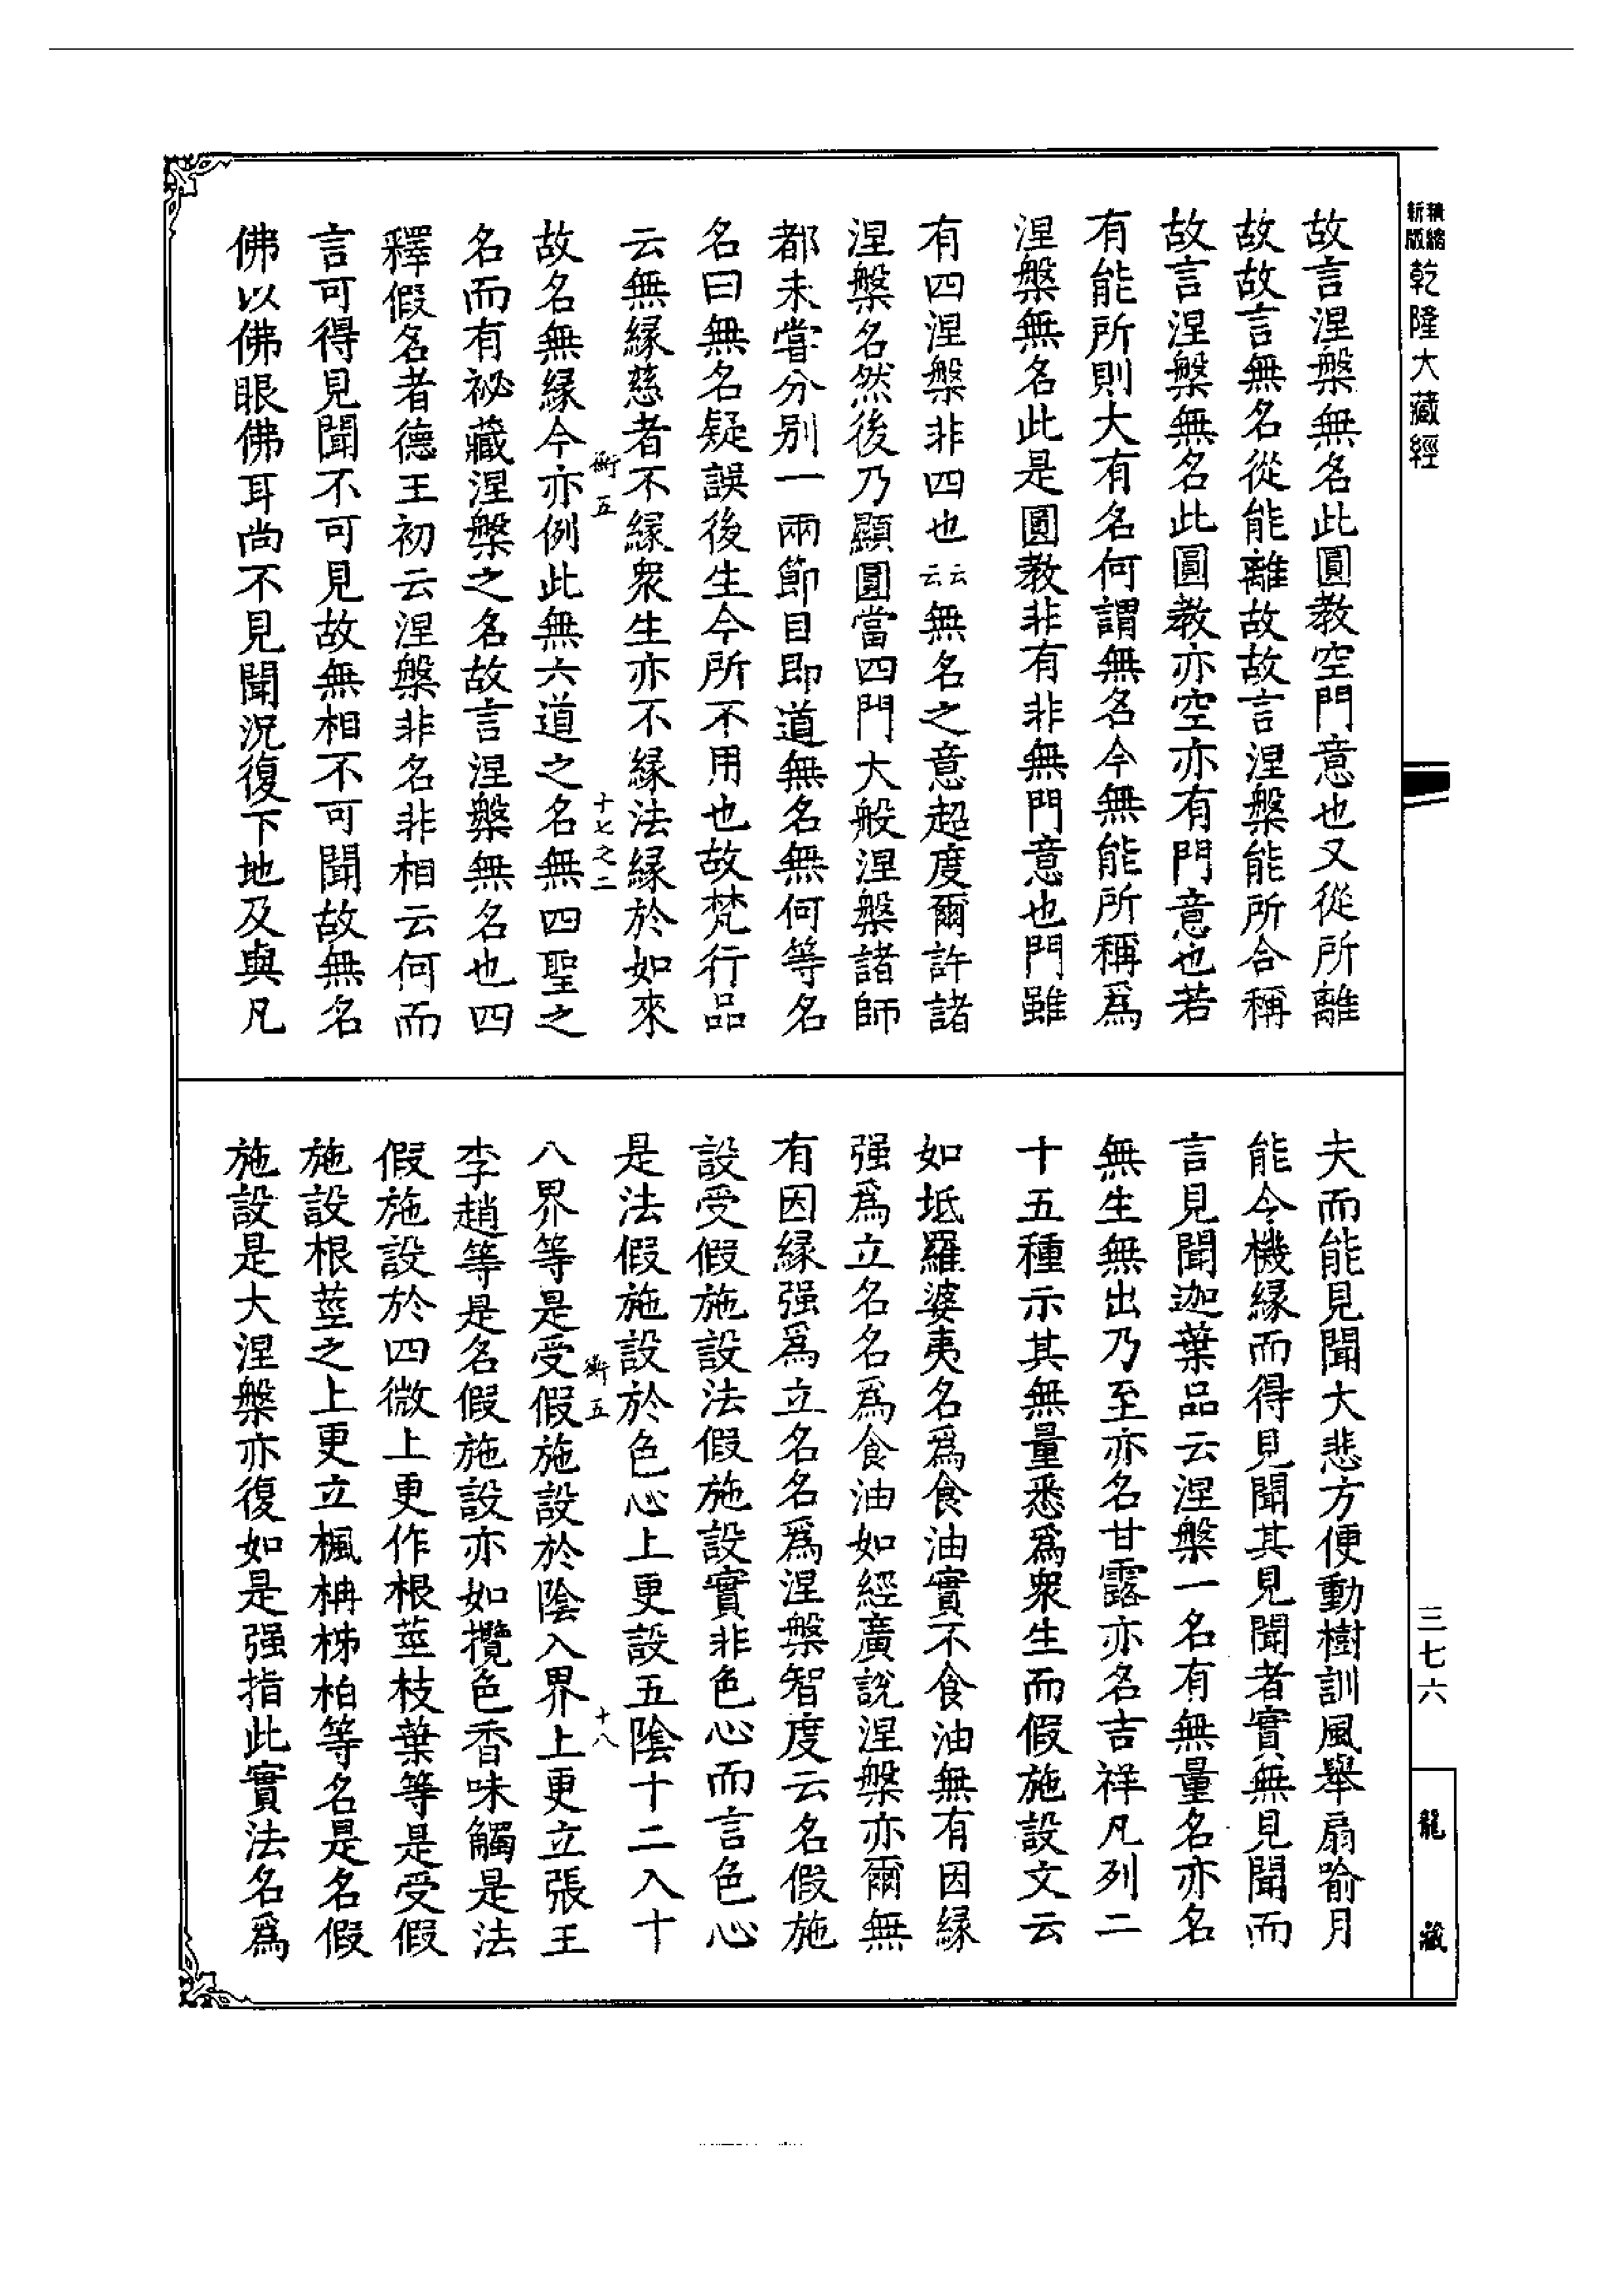 新版精縮乾隆大藏經
三七六
龍藏
故言涅槃無名此圓教空門意也又從所離
故故言無名從能離故故言涅槃能所合稱
故言涅槃無名此圓教亦空亦有門意也若
有能所則大有名何謂無名今無能所稱爲
涅槃無名此是圓教非有非無門意也門雖
有四涅槃非四也云云無名之意超度爾許諸
涅槃名然後乃顯圓當四門大般涅槃諸師
都未嘗分别一兩節目即道無名無何等名
名曰無名疑誤後生今所不用也故梵行品
云無縁慈者不縁衆生亦不縁法縁於如來
衡五
十七之二
故名無縁今亦例此無六道之名無四聖之
名而有祕藏涅槃之名故言涅槃無名也四
釋假名者德王初云涅槃非名非相云何而
言可得見聞不可見故無相不可聞故無名
佛以佛眼佛耳尚不見聞況復下地及與凡
夫而能見聞大悲方便動樹訓風舉扇喻月
能令機縁而得見聞其見聞者實無見聞而
言見聞迦葉品云涅槃一名有無量名亦名
無生無出乃至亦名甘露亦名吉祥凡列二
十五種示其無量悉爲衆生而假施設文云
如坻羅婆夷名爲食油實不食油無有因縁
强爲立名名爲食油如經廣説涅槃亦爾無
有因縁强爲立名名爲涅槃智度云名假施
設受假施設法假施設實非色心而言色心
是法假施設於色心上更設五陰十二入十
衡五
十八
八界等是受假施設於陰入界上更立張王
李趙等是名假施設亦如攬色香味觸是法
假施設於四微上更作根莖枝葉等是受假
施設根莖之上更立楓柟柹柏等名是名假
施設是大涅槃亦復如是强指此實法名爲